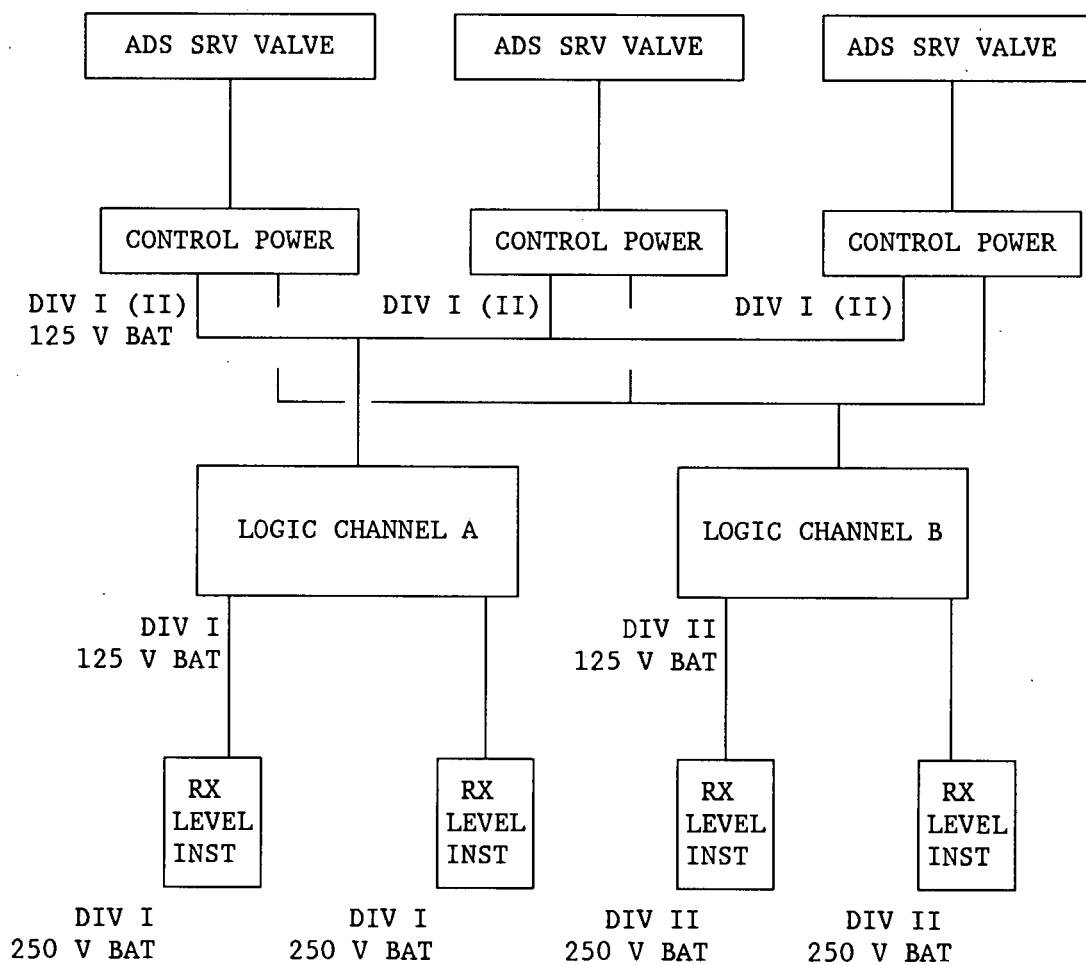 ADS SRV VALVE
ADS SRV VALVE
ADS SRV VALVE
CONTROL POWER
CONTROL POWER
CONTROL POWER
DIV I (II)
125 V BAT
DIV I (II)
DIV I (II)
LOGIC CHANNEL A
LOGIC CHANNEL B
DIV I
125 V BAT
DIV II
125 V BAT
RX
LEVEL
INST
RX
LEVEL
INST
RX
LEVEL
INST
RX
LEVEL
INST
DIV I
250 V BAT
DIV I
250 V BAT
DIV II
250 V BAT
DIV II
250 V BAT